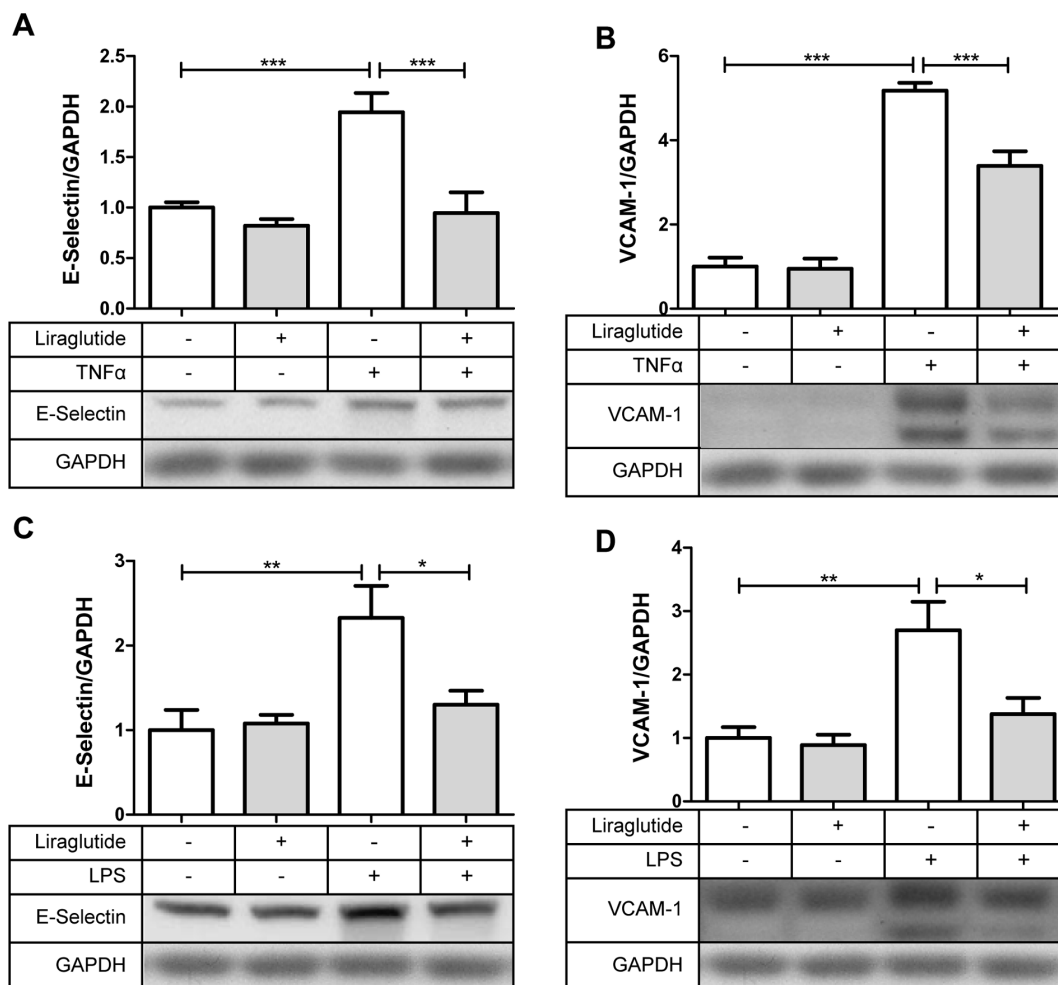 A
E-Selectin/GAPDH
2.5
2.0
1.5
1.0
0.5
0.0
*** ***
Liraglutide - + - +
TNFα - - + +
E-Selectin
GAPDH
B
VCAM-1/GAPDH
6
4
2
0
*** ***
Liraglutide - + - +
TNFα - - + +
VCAM-1
GAPDH
C
E-Selectin/GAPDH
3
2
1
0
** *
Liraglutide - + - +
LPS - - + +
E-Selectin
GAPDH
D
VCAM-1/GAPDH
4
3
2
1
0
** *
Liraglutide - + - +
LPS - - + +
VCAM-1
GAPDH